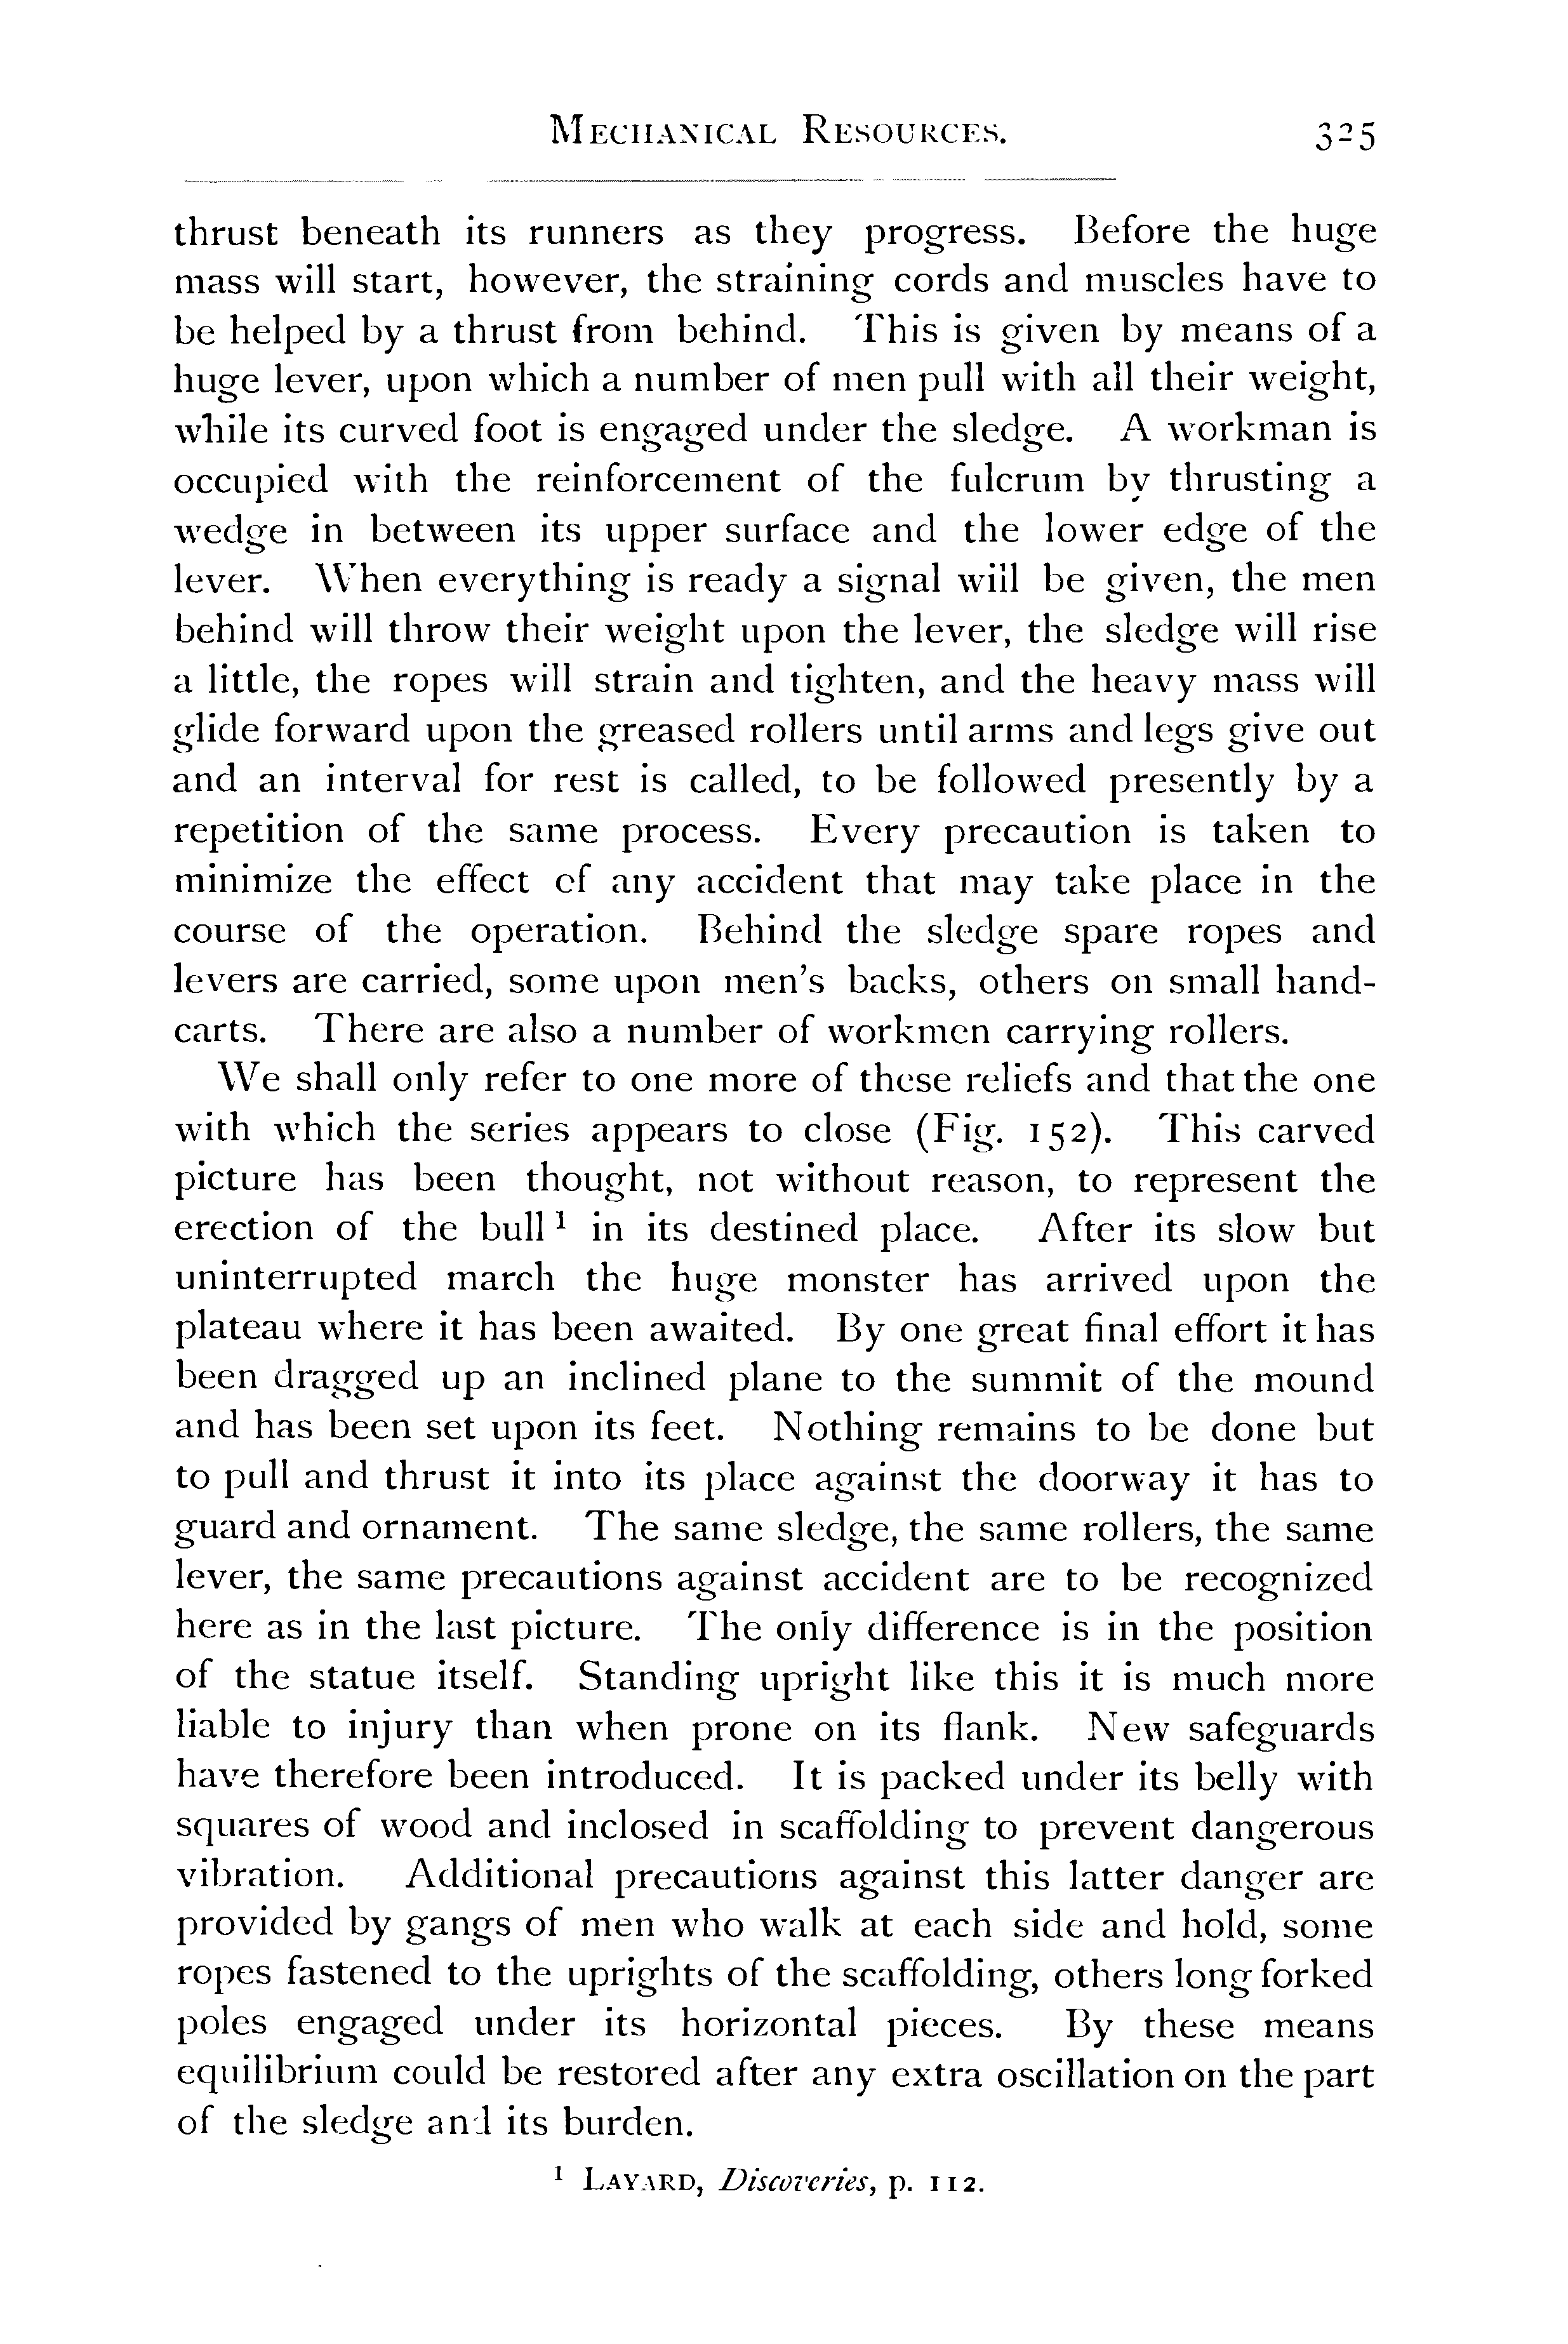 MECHANICAL RESOURCES. 325
thrust beneath its runners as they progress. Before the huge
mass will start, however, the straining cords and muscles have to
be helped by a thrust from behind. This is given by means of a
huge lever, upon which a number of men pull with all their weight,
while its curved foot is engaged under the sledge. A workman is
occupied with the reinforcement of the fulcrum by thrusting a
wedge in between its upper surface and the lower edge of the
lever. When everything is ready a signal will be given, the men
behind will throw their weight upon the lever, the sledge will rise
a little, the ropes will strain and tighten, and the heavy mass will
glide forward upon the greased rollers until arms and legs give out
and an interval for rest is called, to be followed presently by a
repetition of the same process. Every precaution is taken to
minimize the effect of any accident that may take place in the
course of the operation. Behind the sledge spare ropes and
levers are carried, some upon men's backs, others on small hand-
carts. There are also a number of workmen carrying rollers.
We shall only refer to one more of these reliefs and that the one
with which the series appears to close (Fig. 152). This carved
picture has been thought, not without reason, to represent the
erection of the bull ¹ in its destined place. After its slow but
uninterrupted march the huge monster has arrived upon the
plateau where it has been awaited. By one great final effort it has
been dragged up an inclined plane to the summit of the mound
and has been set upon its feet. Nothing remains to be done but
to pull and thrust it into its place against the doorway it has to
guard and ornament. The same sledge, the same rollers, the same
lever, the same precautions against accident are to be recognized
here as in the last picture. The only difference is in the position
of the statue itself. Standing upright like this it is much more
liable to injury than when prone on its flank. New safeguards
have therefore been introduced. It is packed under its belly with
squares of wood and inclosed in scaffolding to prevent dangerous
vibration. Additional precautions against this latter danger are
provided by gangs of men who walk at each side and hold, some
ropes fastened to the uprights of the scaffolding, others long forked
poles engaged under its horizontal pieces. By these means
equilibrium could be restored after any extra oscillation on the part
of the sledge and its burden.
¹ LAYARD, Discoveries, p. 112.